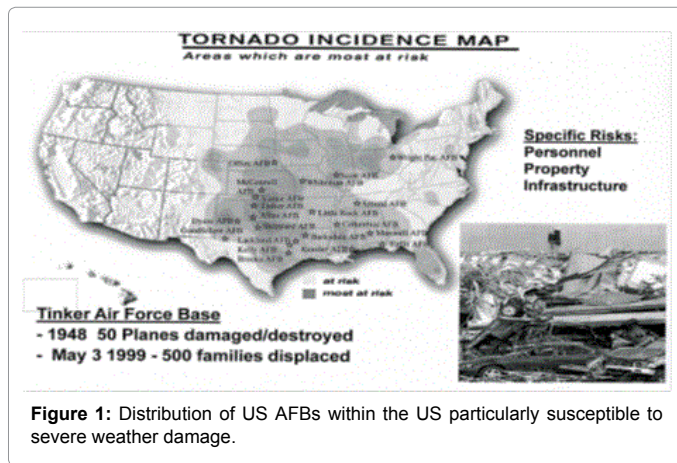 TORNADO INCIDENCE MAP
Areas which are most at risk
Specific Risks:
Personnel
Property
Infrastructure
Offutt AFB
Wright Pat AFB
Scott AFB
McConnell
AFB
Whiteman AFB
Vance AFB
Tinker AFB
Altus AFB
Arnold AFB
Little Rock AFB
Dyess AFB
Sheppard AFB
Columbus AFB
Goodfellow AFB
Barksdale AFB
Maxwell AFB
Lackland AFB
Kelly AFB
Keesler AFB
Brooks AFB
at risk
most at risk
Tinker Air Force Base
- 1948 50 Planes damaged/destroyed
- May 3 1999 - 500 families displaced
Figure 1: Distribution of US AFBs within the US particularly susceptible to
severe weather damage.